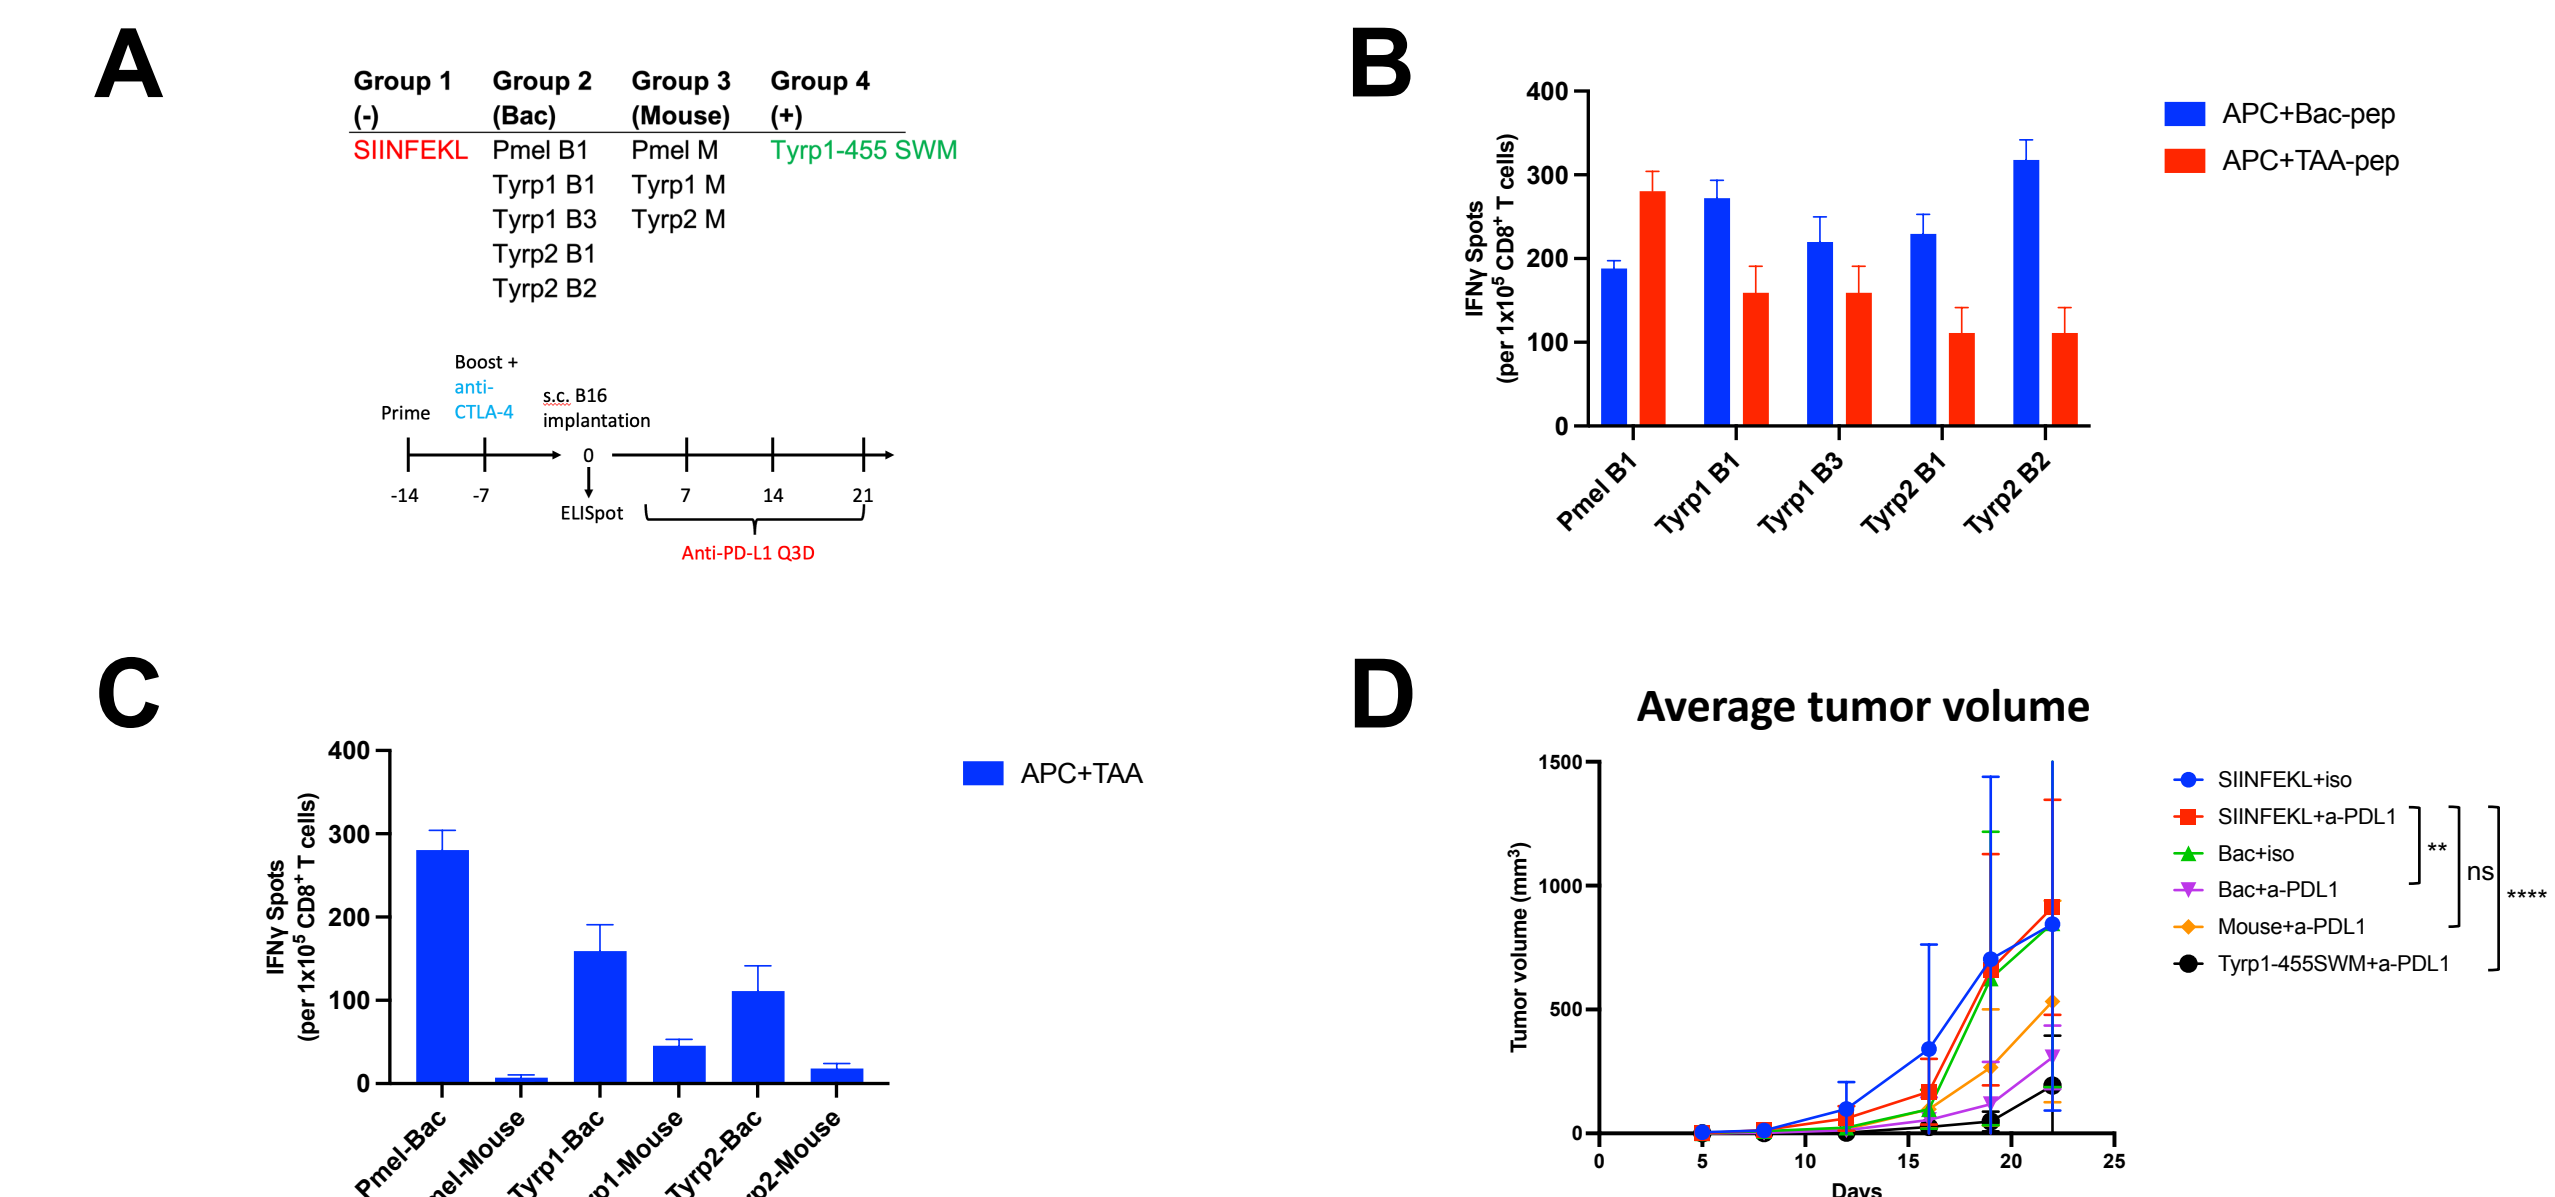 A
Group 1 Group 2 Group 3 Group 4
(-) (Bac) (Mouse) (+)
SIINFEKL Pmel B1 Pmel M Tyrp1-455 SWM
Tyrp1 B1 Tyrp1 M
Tyrp1 B3 Tyrp2 M
Tyrp2 B1
Tyrp2 B2
Boost +
anti-
CTLA-4
Prime
s.c. B16
implantation
0
-14 -7 7 14 21
ELISpot
Anti-PD-L1 Q3D
B
IFNγ Spots
(per 1x10⁵ CD8⁺ T cells)
400
300
200
100
0
Pmel B1
Tyrp1 B1
Tyrp1 B3
Tyrp2 B1
Tyrp2 B2
APC+Bac-pep
APC+TAA-pep
C
IFNγ Spots
(per 1x10⁵ CD8⁺ T cells)
400
300
200
100
0
Pmel-Bac
mel-Mouse
Tyrp1-Bac
rp1-Mouse
Tyrp2-Bac
rp2-Mouse
APC+TAA
D
Average tumor volume
Tumor volume (mm³)
1500
1000
500
0
0 5 10 15 20 25
Days
SIINFEKL+iso
SIINFEKL+a-PDL1
Bac+iso
Bac+a-PDL1
Mouse+a-PDL1
Tyrp1-455SWM+a-PDL1
**
ns
****